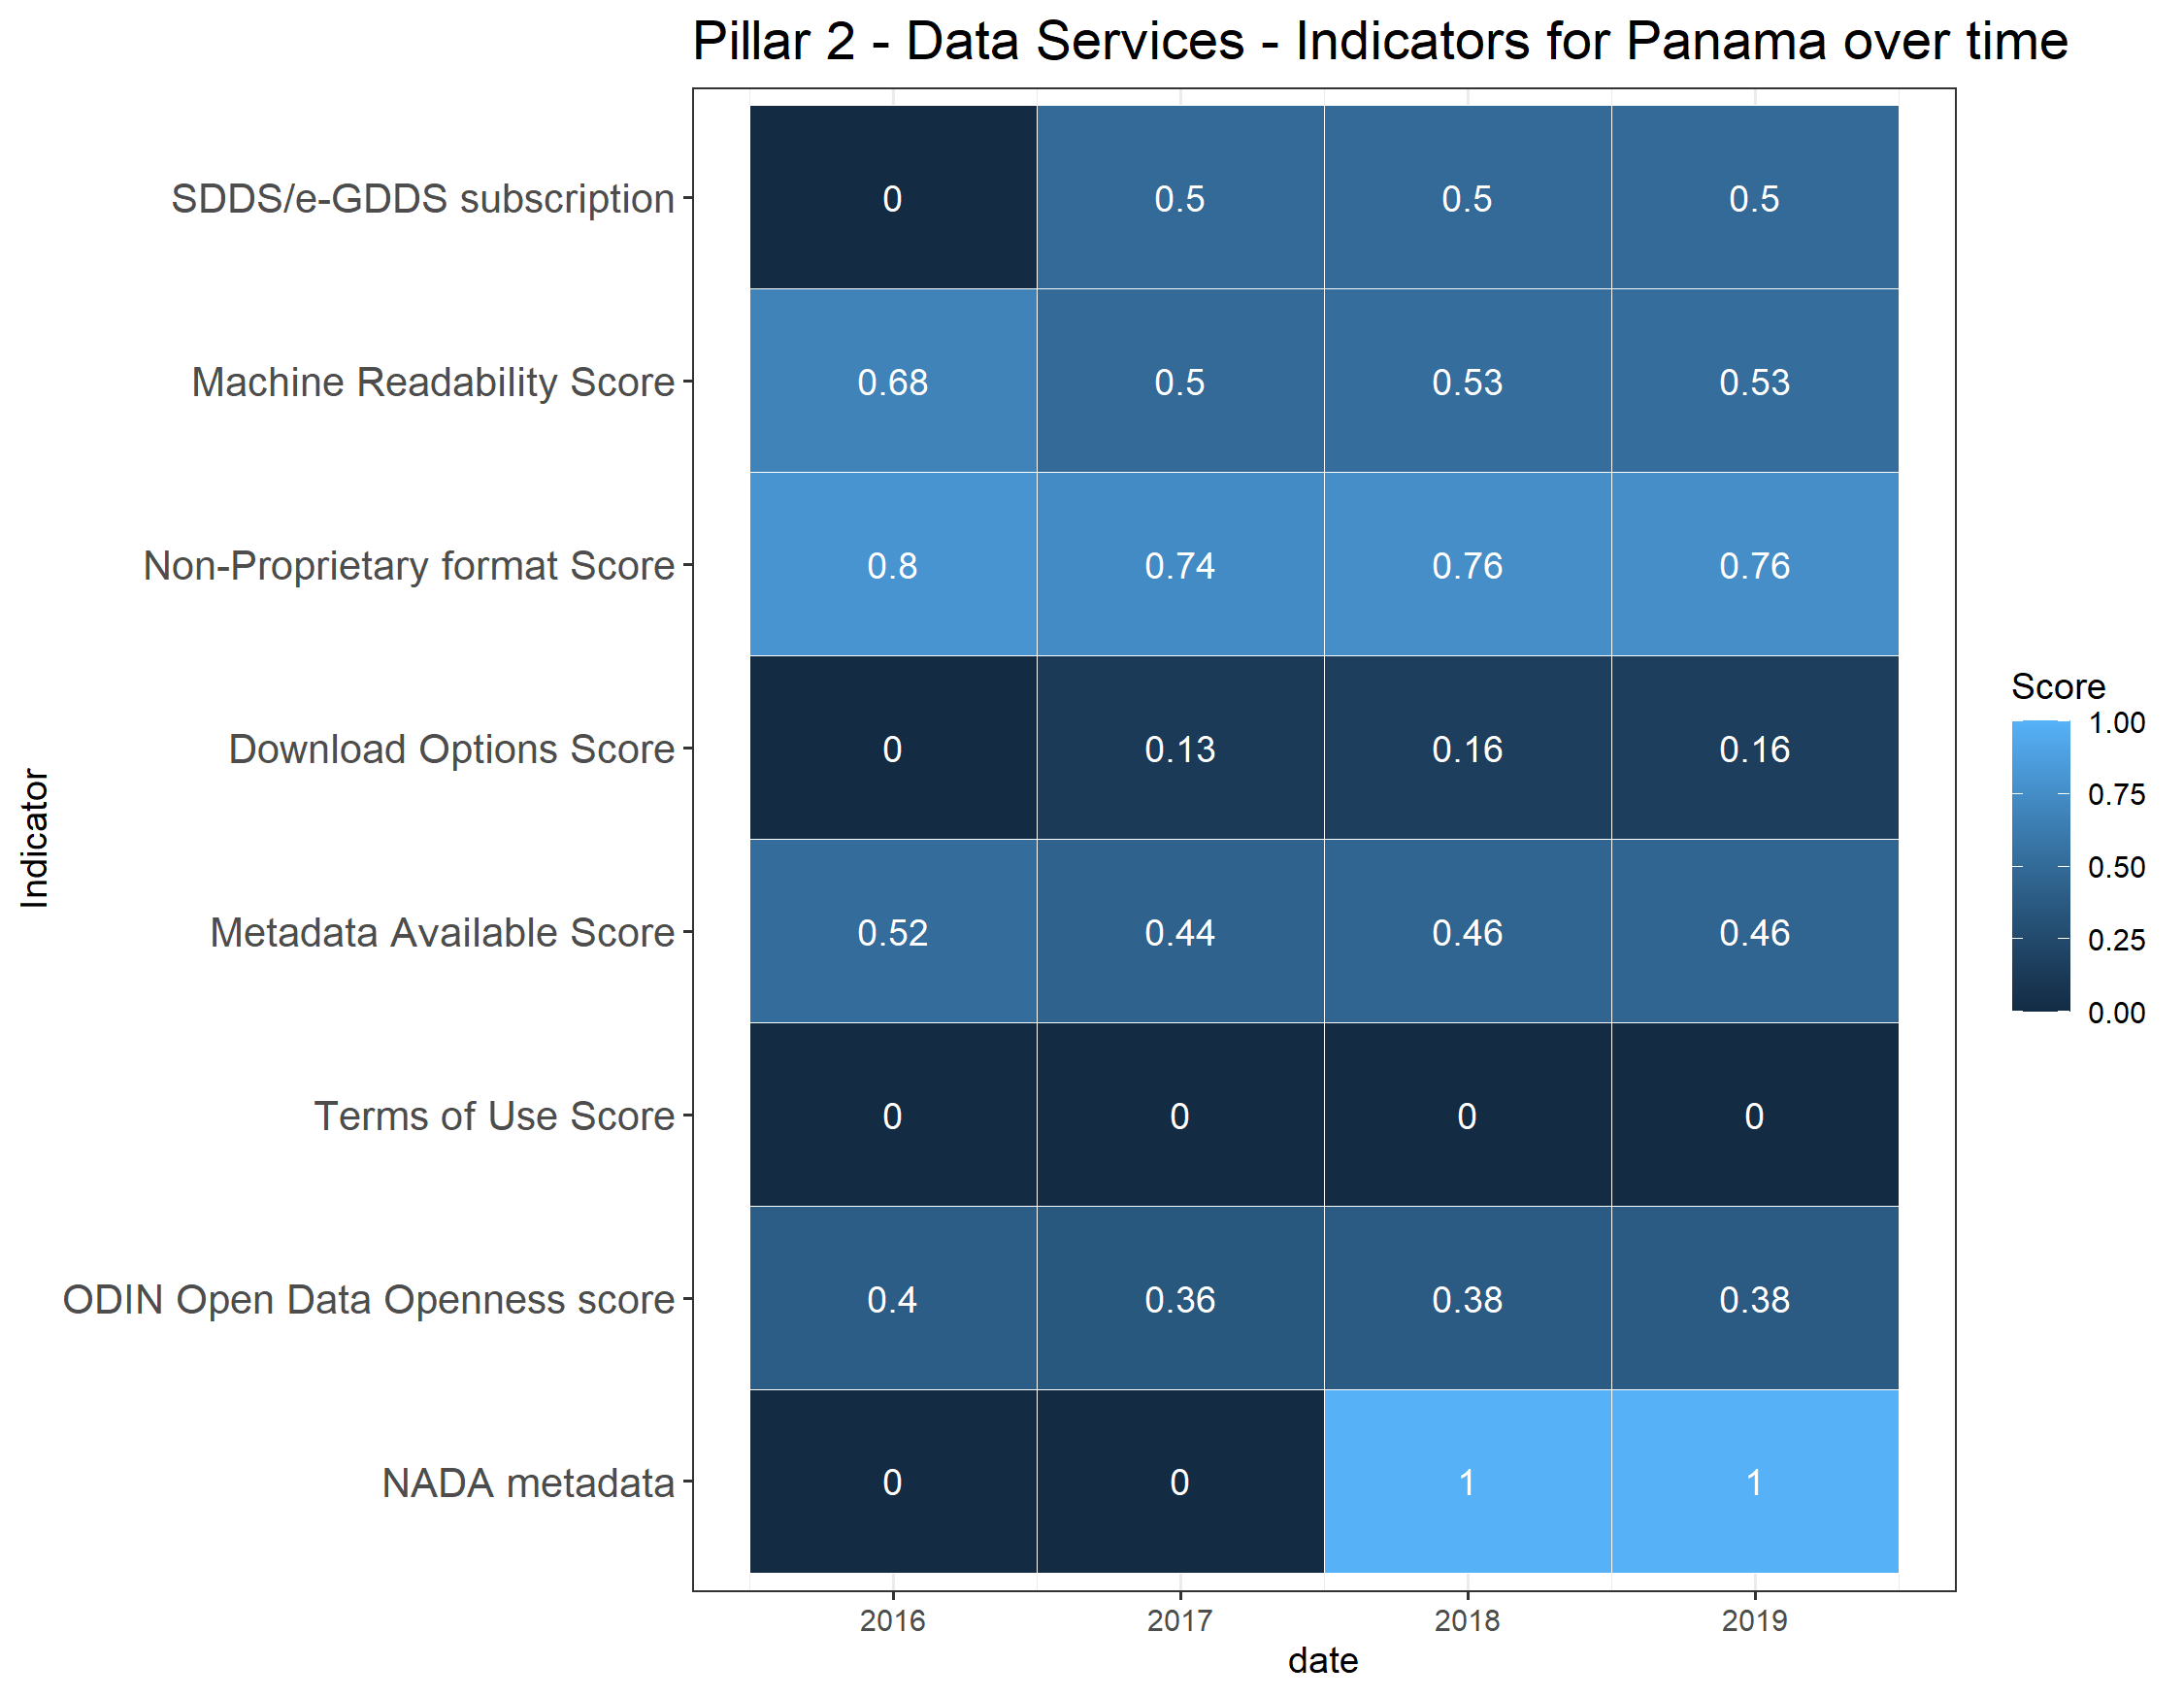 Pillar 2 - Data Services - Indicators for Panama over time
SDDS/e-GDDS subscription 0 0.5 0.5 0.5
Machine Readability Score 0.68 0.5 0.53 0.53
Non-Proprietary format Score 0.8 0.74 0.76 0.76
Download Options Score 0 0.13 0.16 0.16
Metadata Available Score 0.52 0.44 0.46 0.46
Terms of Use Score 0 0 0 0
ODIN Open Data Openness score 0.4 0.36 0.38 0.38
NADA metadata 0 0 1 1
2016 2017 2018 2019
date
Indicator
Score
1.00
0.75
0.50
0.25
0.00